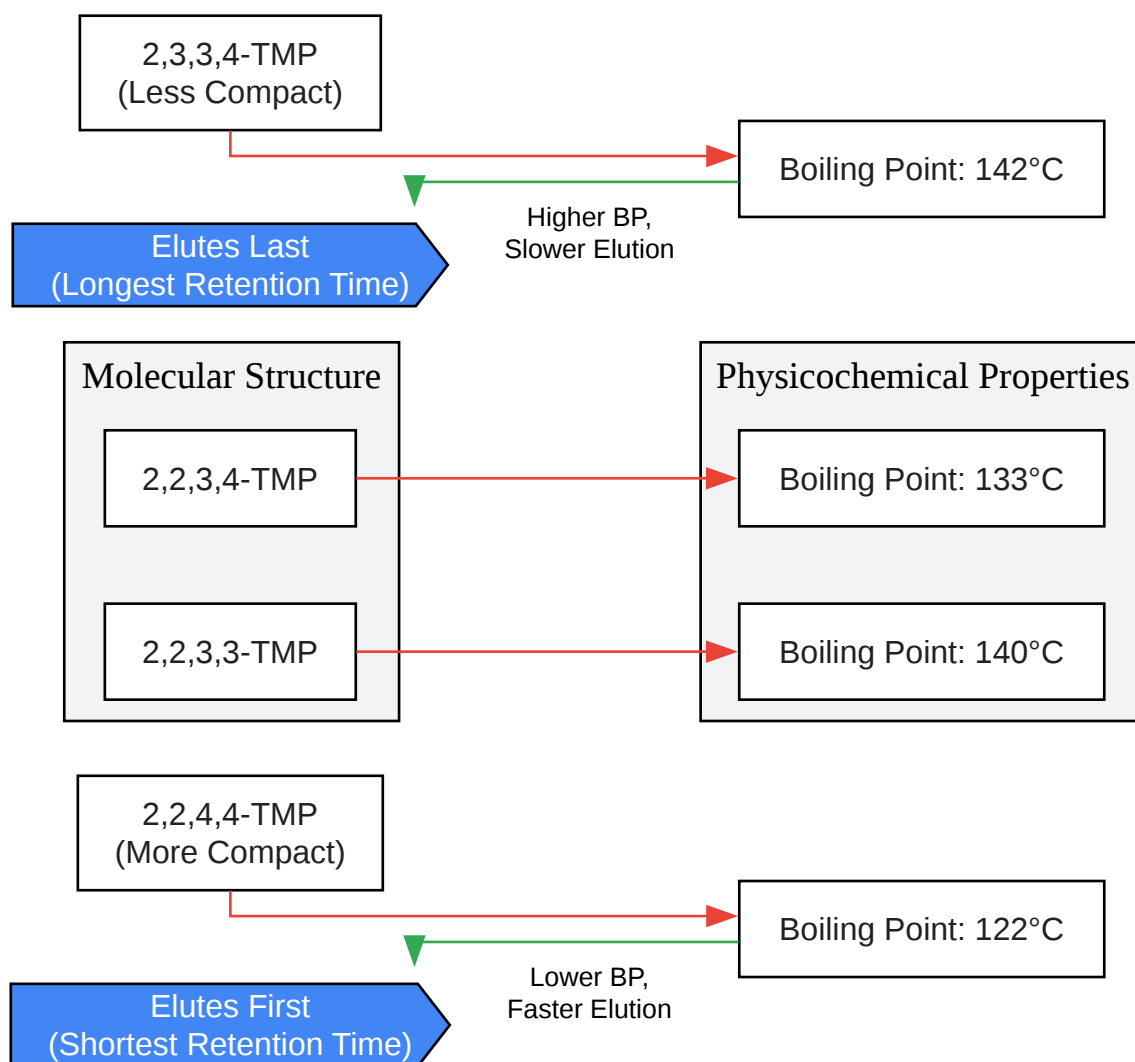 2,3,3,4-TMP
(Less Compact)
Boiling Point: 142°C
Higher BP,
Slower Elution
Elutes Last
(Longest Retention Time)
Molecular Structure
Physicochemical Properties
2,2,3,4-TMP
Boiling Point: 133°C
2,2,3,3-TMP
Boiling Point: 140°C
2,2,4,4-TMP
(More Compact)
Boiling Point: 122°C
Lower BP,
Faster Elution
Elutes First
(Shortest Retention Time)